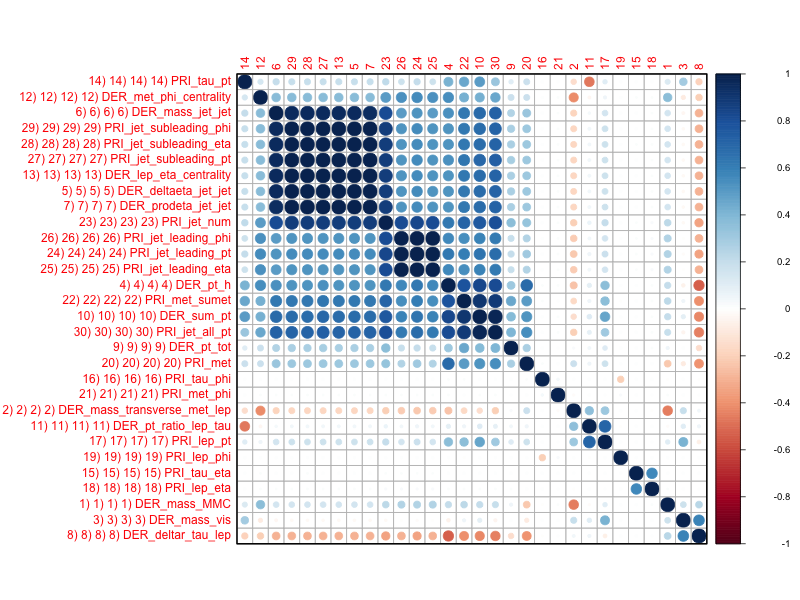 14 12 6 29 28 27 13 5 7 23 26 24 25 4 22 10 30 9 20 16 21 2 11 17 19 15 18 1 3 8
14) 14) 14) 14) PRI_tau_pt
12) 12) 12) 12) DER_met_phi_centrality
6) 6) 6) 6) DER_mass_jet_jet
29) 29) 29) 29) PRI_jet_subleading_phi
28) 28) 28) 28) PRI_jet_subleading_eta
27) 27) 27) 27) PRI_jet_subleading_pt
13) 13) 13) 13) DER_lep_eta_centrality
5) 5) 5) 5) DER_deltaeta_jet_jet
7) 7) 7) 7) DER_prodeta_jet_jet
23) 23) 23) 23) PRI_jet_num
26) 26) 26) 26) PRI_jet_leading_phi
24) 24) 24) 24) PRI_jet_leading_pt
25) 25) 25) 25) PRI_jet_leading_eta
4) 4) 4) 4) DER_pt_h
22) 22) 22) 22) PRI_met_sumet
10) 10) 10) 10) DER_sum_pt
30) 30) 30) 30) PRI_jet_all_pt
9) 9) 9) 9) DER_pt_tot
20) 20) 20) 20) PRI_met
16) 16) 16) 16) PRI_tau_phi
21) 21) 21) 21) PRI_met_phi
2) 2) 2) 2) DER_mass_transverse_met_lep
11) 11) 11) 11) DER_pt_ratio_lep_tau
17) 17) 17) 17) PRI_lep_pt
19) 19) 19) 19) PRI_lep_phi
15) 15) 15) 15) PRI_tau_eta
18) 18) 18) 18) PRI_lep_eta
1) 1) 1) 1) DER_mass_MMC
3) 3) 3) 3) DER_mass_vis
8) 8) 8) 8) DER_deltar_tau_lep
1
0.8
0.6
0.4
0.2
0
-0.2
-0.4
-0.6
-0.8
-1